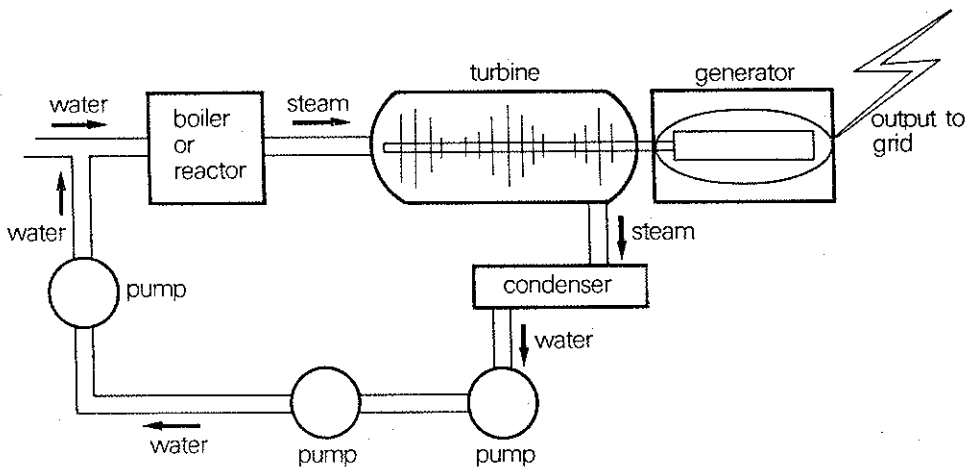 turbine
generator
water
steam
boiler
or
reactor
output to
grid
water
steam
pump
condenser
water
water
pump
pump